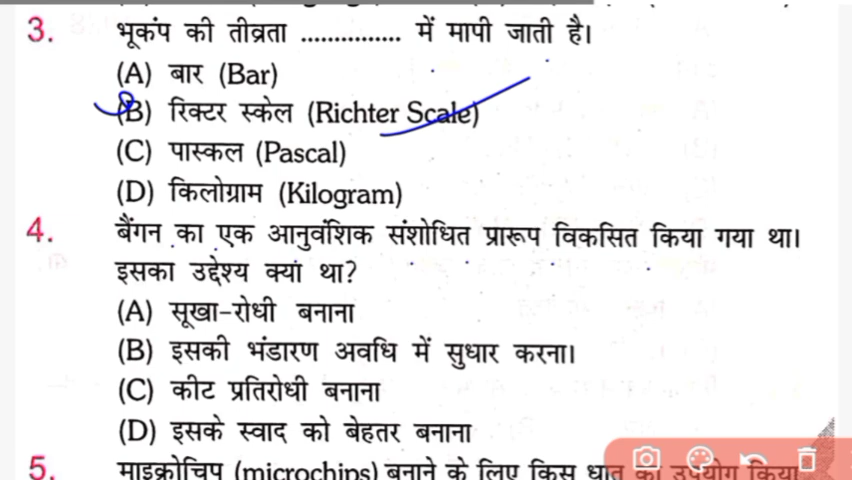 3. भूकंप की तीव्रता ............... में मापी जाती है।
(A) बार (Bar)
(B) रिक्टर स्केल (Richter Scale)
(C) पास्कल (Pascal)
(D) किलोग्राम (Kilogram)
4. बैंगन का एक आनुवंशिक संशोधित प्रारूप विकसित किया गया था।
इसका उद्देश्य क्या था?
(A) सूखा-रोधी बनाना
(B) इसकी भंडारण अवधि में सुधार करना।
(C) कीट प्रतिरोधी बनाना
(D) इसके स्वाद को बेहतर बनाना
5. माइक्रोचिप (microchips) बनाने के लिए किस धातु का उपयोग किया